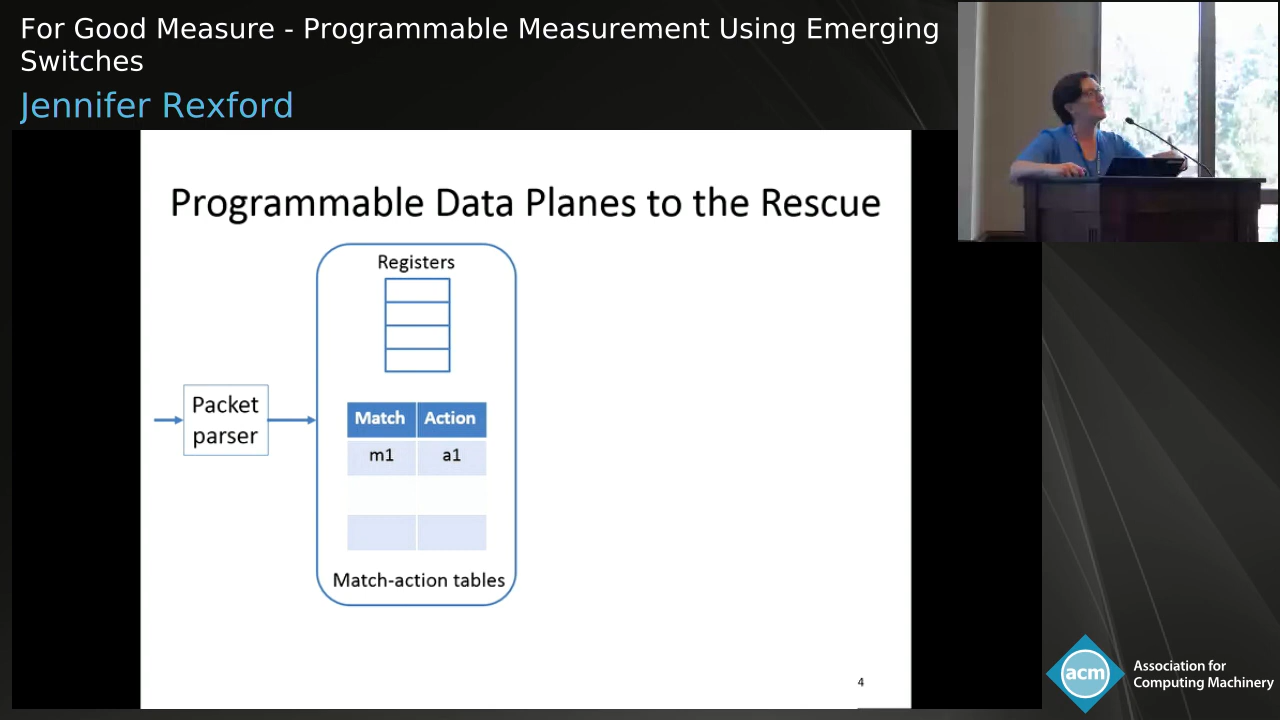 For Good Measure - Programmable Measurement Using Emerging
Switches
Jennifer Rexford
Programmable Data Planes to the Rescue
Registers
Packet
parser
Match Action
m1 a1
Match-action tables
4
acm
Association for
Computing Machinery